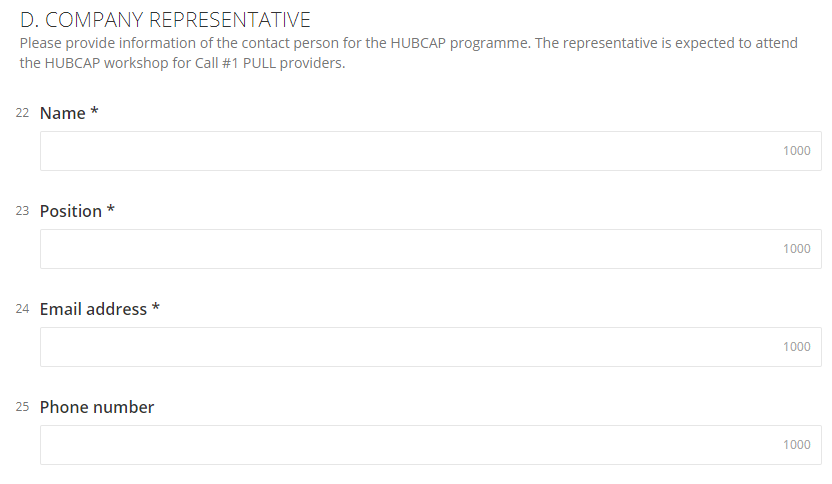 D. COMPANY REPRESENTATIVE
Please provide information of the contact person for the HUBCAP programme. The representative is expected to attend
the HUBCAP workshop for Call #1 PULL providers.
22 Name *
1000
23 Position *
1000
24 Email address *
1000
25 Phone number
1000